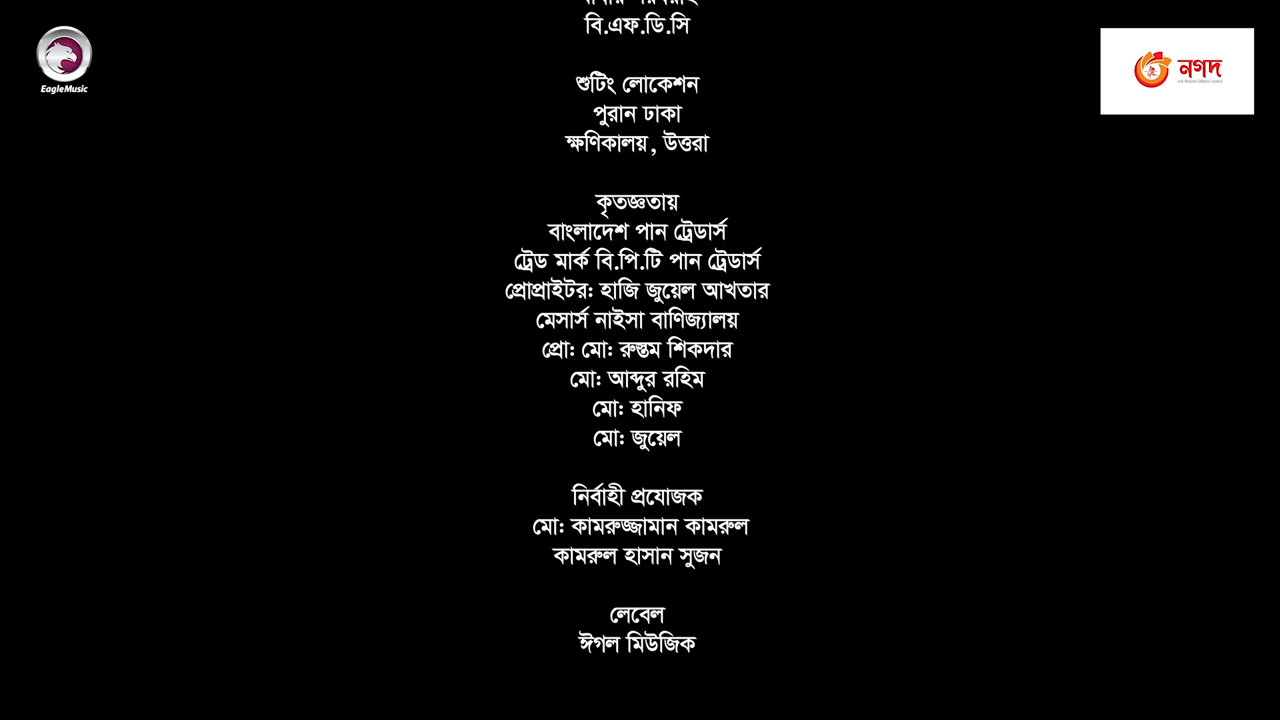 বি.এফ.ডি.সি
শুটিং লোকেশন
পুরান ঢাকা
ক্ষণিকালয়, উত্তরা
কৃতজ্ঞতায়
বাংলাদেশ পান ট্রেডার্স
ট্রেড মার্ক বি.পি.টি পান ট্রেডার্স
প্রোপ্রাইটর: হাজি জুয়েল আখতার
মেসার্স নাইসা বাণিজ্যালয়
প্রো: মো: রুস্তম শিকদার
মো: আব্দুর রহিম
মো: হানিফ
মো: জুয়েল
নির্বাহী প্রযোজক
মো: কামরুজ্জামান কামরুল
কামরুল হাসান সুজন
লেবেল
ঈগল মিউজিক
EagleMusic
নগদ